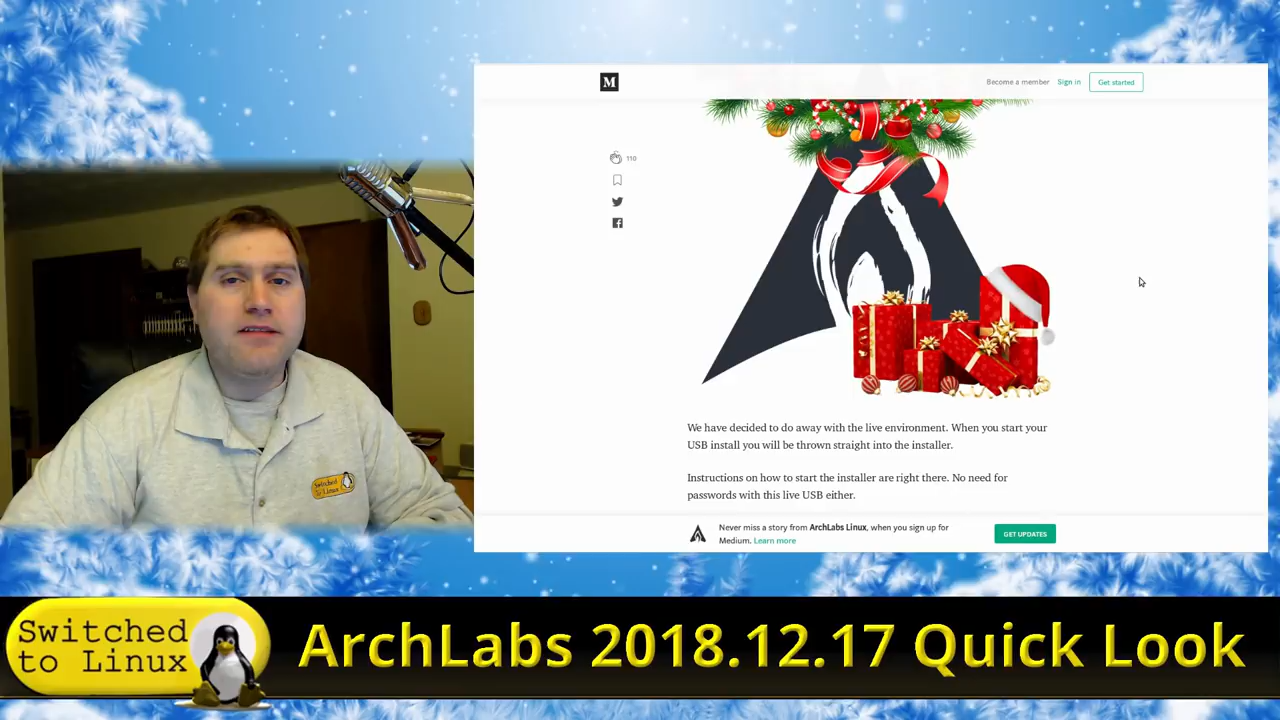 M
Become a member Sign in Get started
110
We have decided to do away with the live environment. When you start your
USB install you will be thrown straight into the installer.
Instructions on how to start the installer are right there. No need for
passwords with this live USB either.
Never miss a story from ArchLabs Linux, when you sign up for
Medium. Learn more
GET UPDATES
Switched
to Linux
Switched
to Linux
ArchLabs 2018.12.17 Quick Look